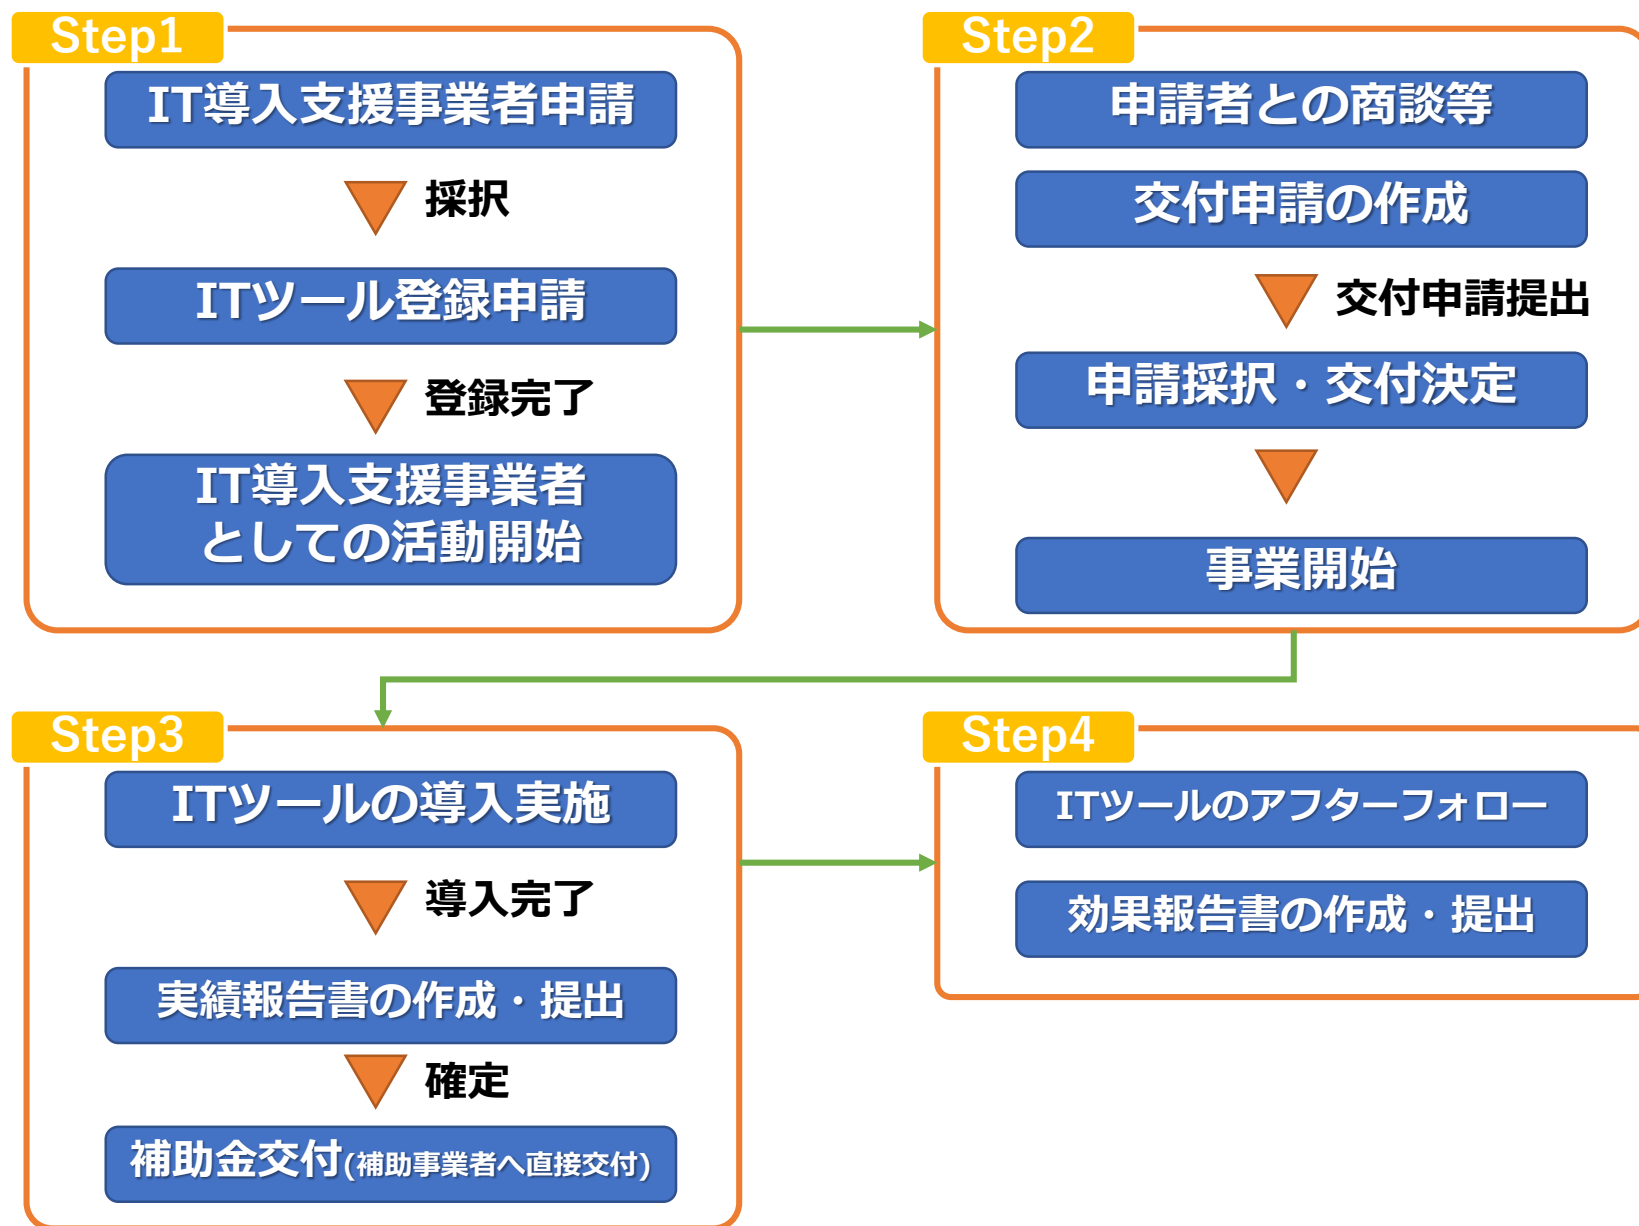 Step1
IT導入支援事業者申請
採択
ITツール登録申請
登録完了
IT導入支援事業者
としての活動開始
Step2
申請者との商談等
交付申請の作成
交付申請提出
申請採択・交付決定
事業開始
Step3
ITツールの導入実施
導入完了
実績報告書の作成・提出
確定
補助金交付(補助事業者へ直接交付)
Step4
ITツールのアフターフォロー
効果報告書の作成・提出